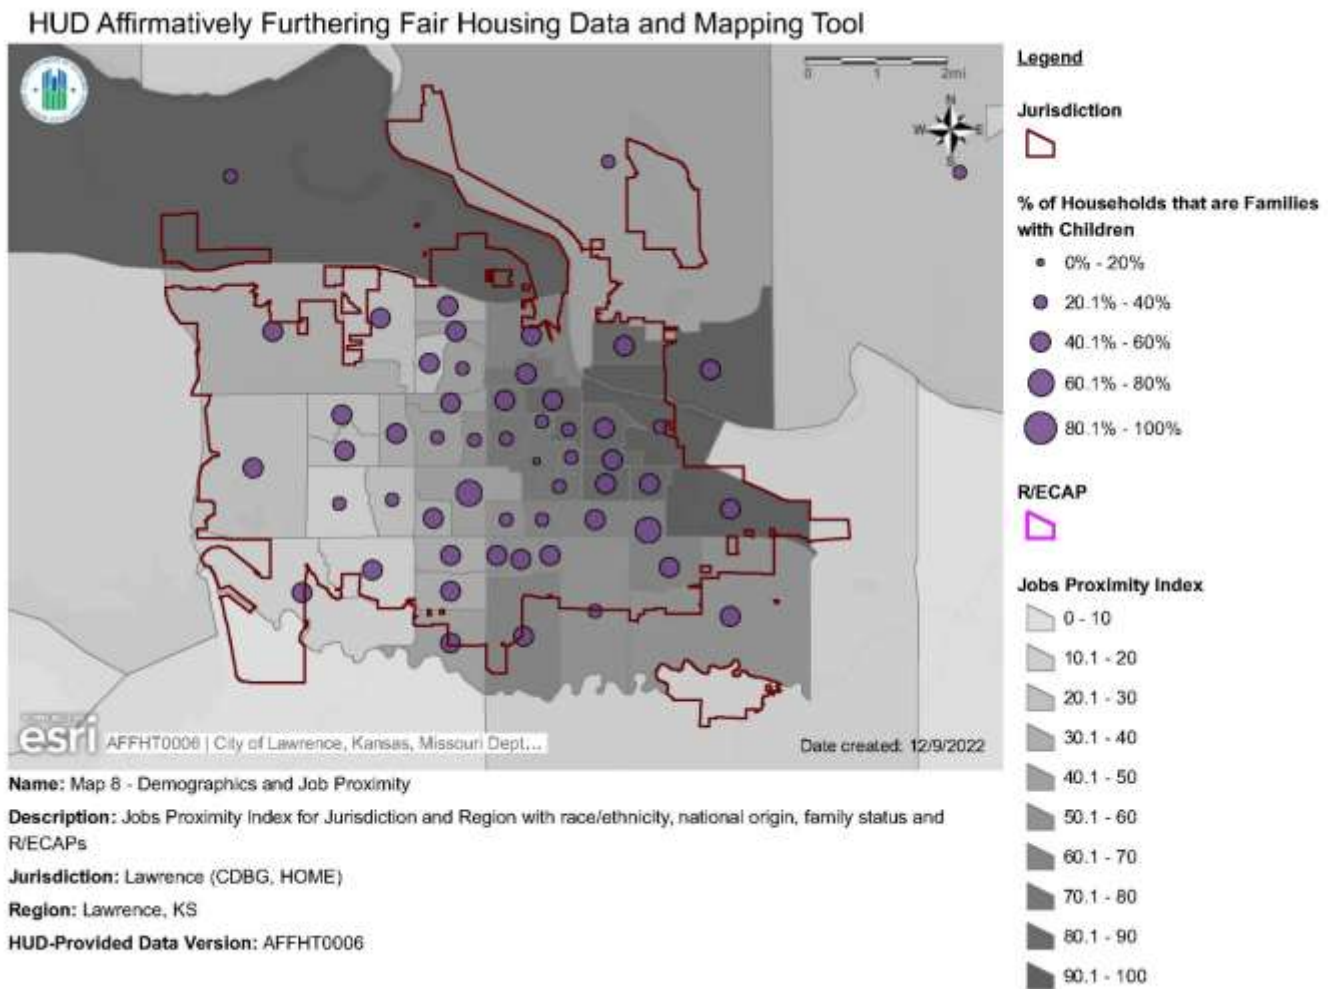 HUD Affirmatively Furthering Fair Housing Data and Mapping Tool
0 1 2mi
N
W E
S
esri
AFFHT0006 | City of Lawrence, Kansas, Missouri Dept...
Date created: 12/9/2022
Name: Map 8 - Demographics and Job Proximity
Description: Jobs Proximity Index for Jurisdiction and Region with race/ethnicity, national origin, family status and
R/ECAPs
Jurisdiction: Lawrence (CDBG, HOME)
Region: Lawrence, KS
HUD-Provided Data Version: AFFHT0006
Legend
Jurisdiction
% of Households that are Families
with Children
0% - 20%
20.1% - 40%
40.1% - 60%
60.1% - 80%
80.1% - 100%
R/ECAP
Jobs Proximity Index
0 - 10
10.1 - 20
20.1 - 30
30.1 - 40
40.1 - 50
50.1 - 60
60.1 - 70
70.1 - 80
80.1 - 90
90.1 - 100